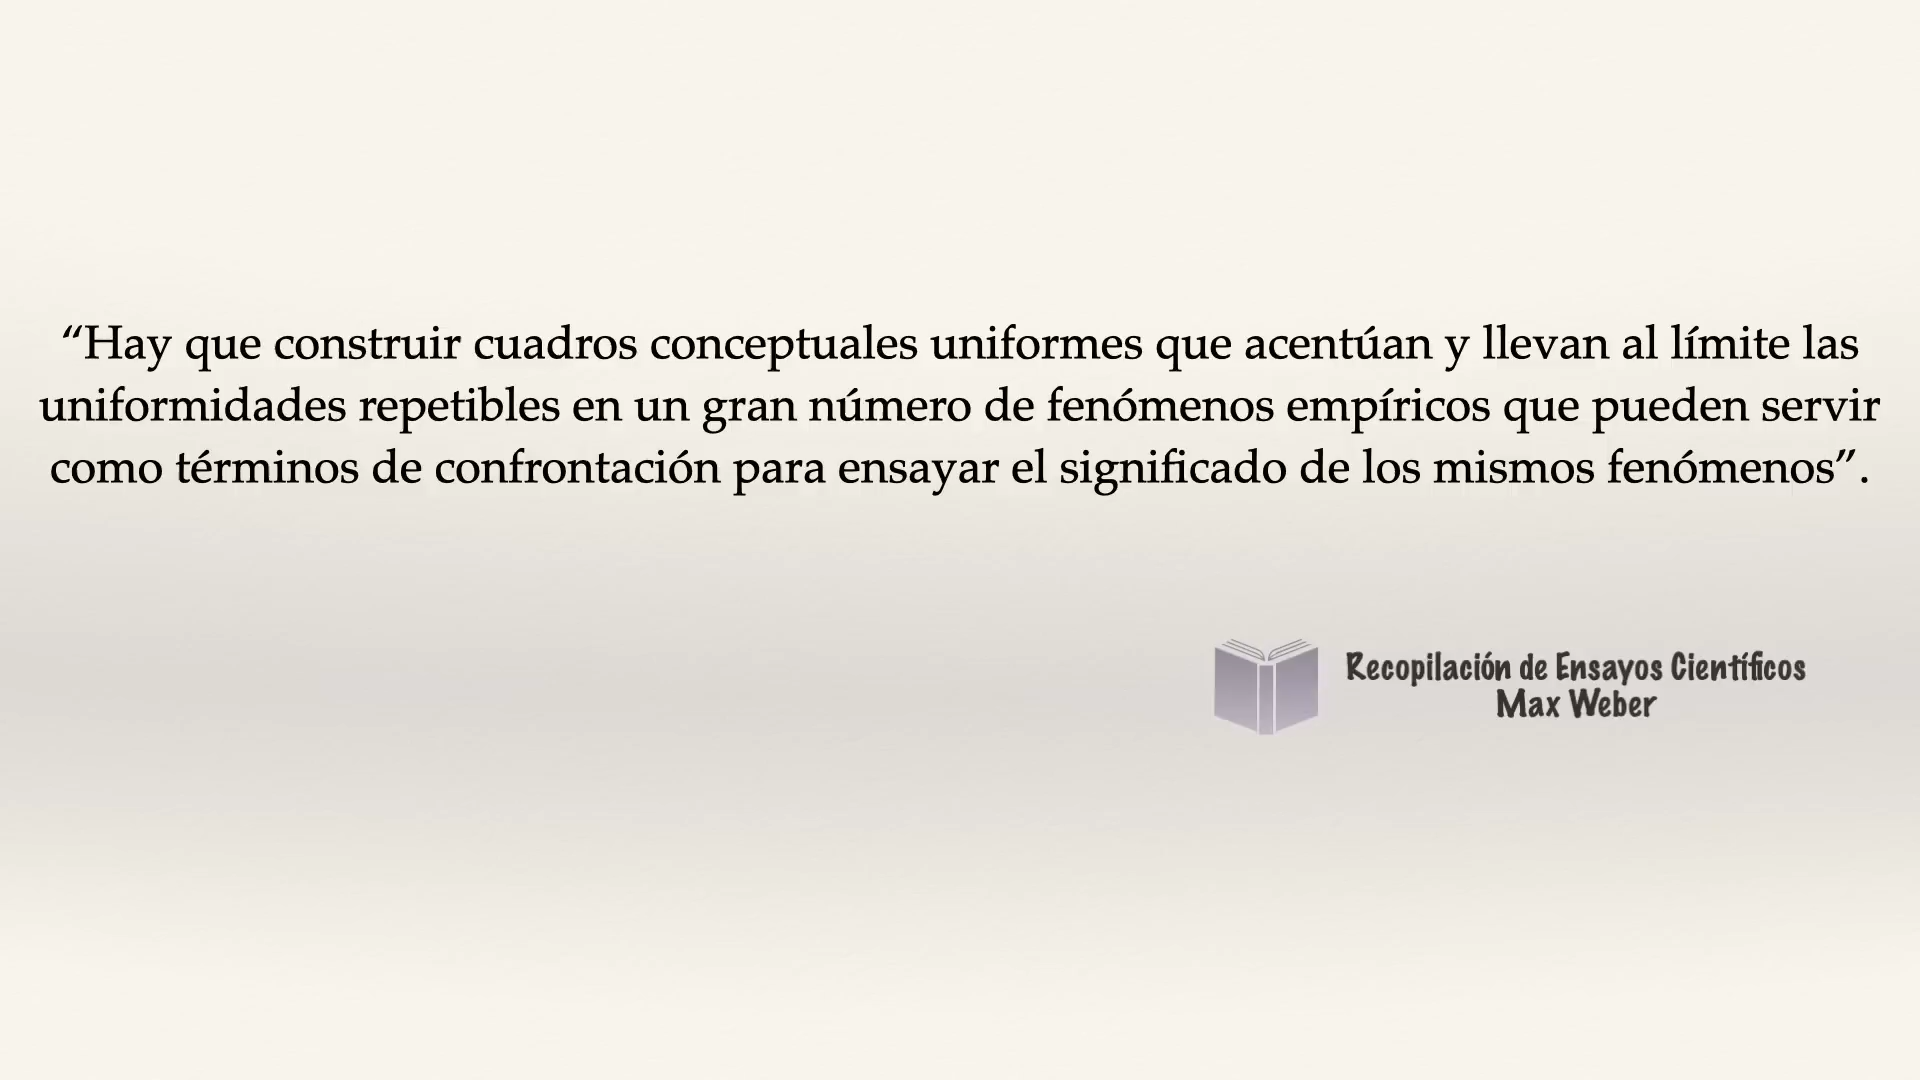 “Hay que construir cuadros conceptuales uniformes que acentúan y llevan al límite las
uniformidades repetibles en un gran número de fenómenos empíricos que pueden servir
como términos de confrontación para ensayar el significado de los mismos fenómenos”.
Recopilación de Ensayos Científicos
Max Weber